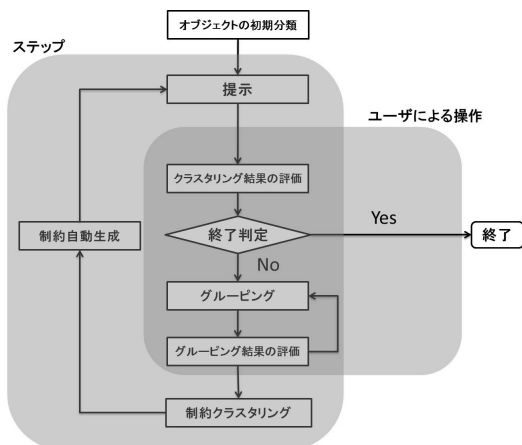 オブジェクトの初期分類
ステップ
提示
ユーザによる操作
クラスタリング結果の評価
制約自動生成
終了判定
Yes
終了
No
グルーピング
グルーピング結果の評価
制約クラスタリング